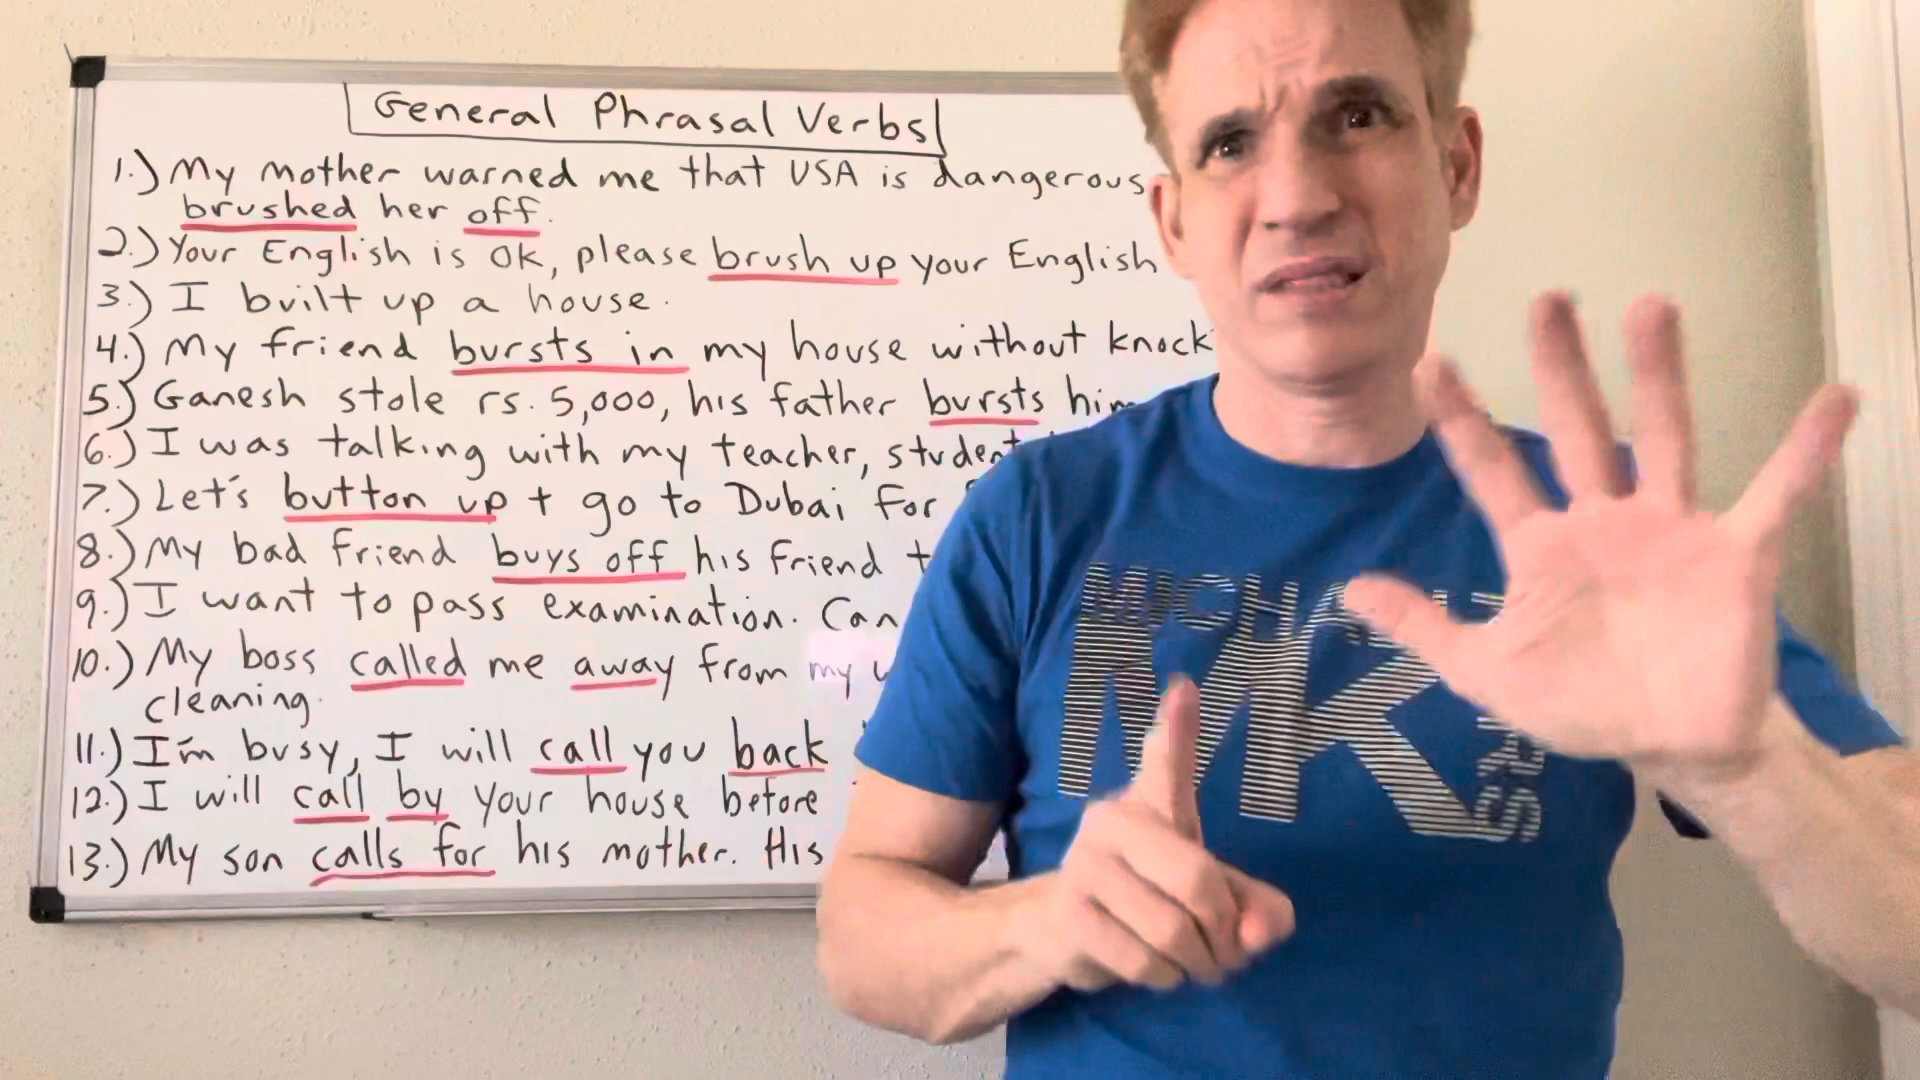 General Phrasal Verbs
1.) My mother warned me that USA is dangerous
brushed her off.
2.) Your English is ok, please brush up your English
3.) I built up a house.
4.) My friend bursts in my house without knock
5.) Ganesh stole rs. 5,000, his father bursts him
6.) I was talking with my teacher, student
7.) Let's button up + go to Dubai for
8.) My bad friend buys off his friend
9.) I want to pass examination. Can
10.) My boss called me away from my
cleaning.
11.) I'm busy, I will call you back
12.) I will call by your house before
13.) My son calls for his mother. His
MK